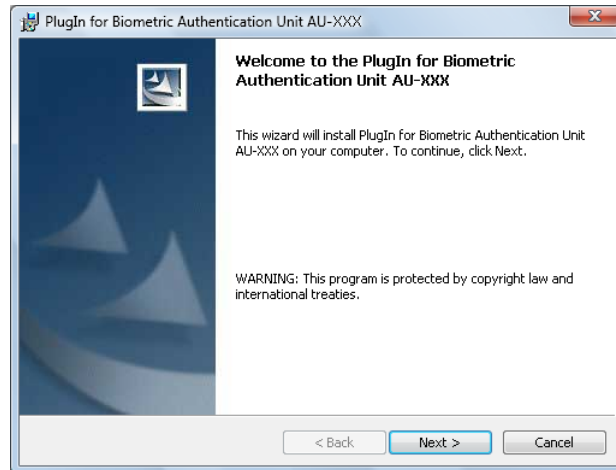 PlugIn for Biometric Authentication Unit AU-XXX
Welcome to the PlugIn for Biometric
Authentication Unit AU-XXX
This wizard will install PlugIn for Biometric Authentication Unit
AU-XXX on your computer. To continue, click Next.
WARNING: This program is protected by copyright law and
international treaties.
< Back
Next >
Cancel